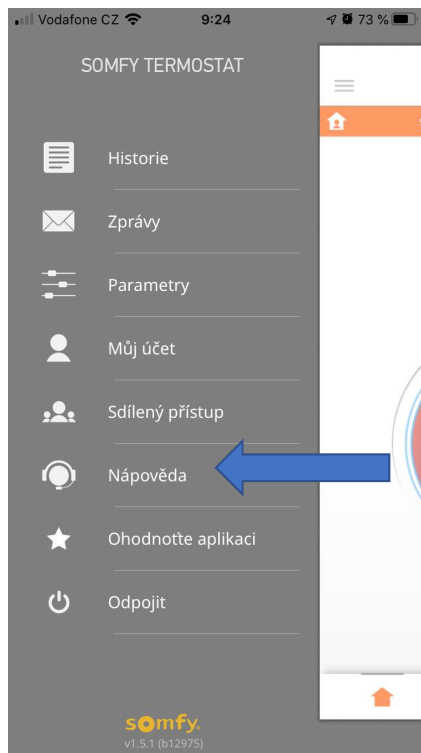 Vodafone CZ 9:24 73 %
SOMFY TERMOSTAT
Historie
Zprávy
Parametry
Můj účet
Sdílený přístup
Nápověda
Ohodnoťte aplikaci
Odpojit
somfy.
v1.5.1 (b12975)